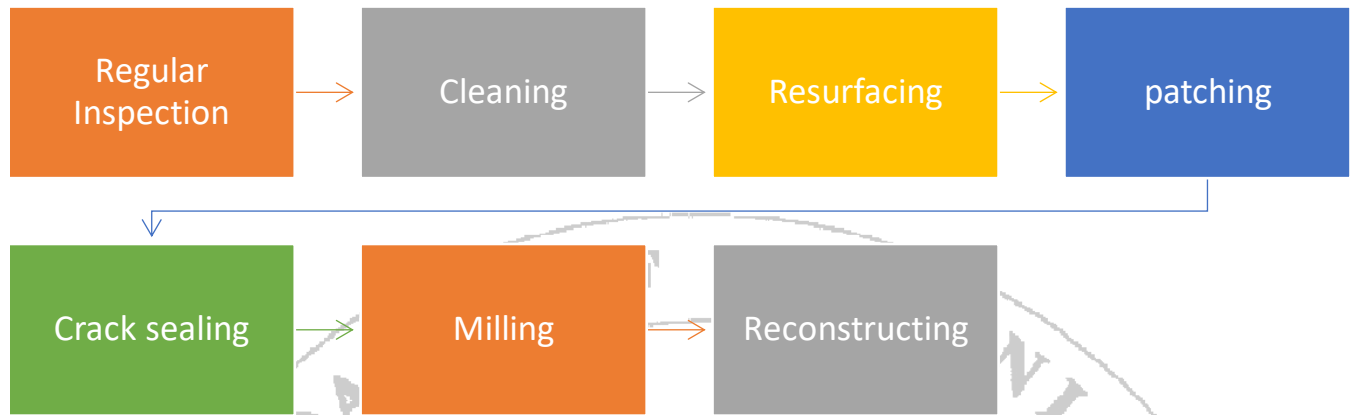 Regular
Inspection
Cleaning
Resurfacing
patching
Crack sealing
Milling
Reconstructing